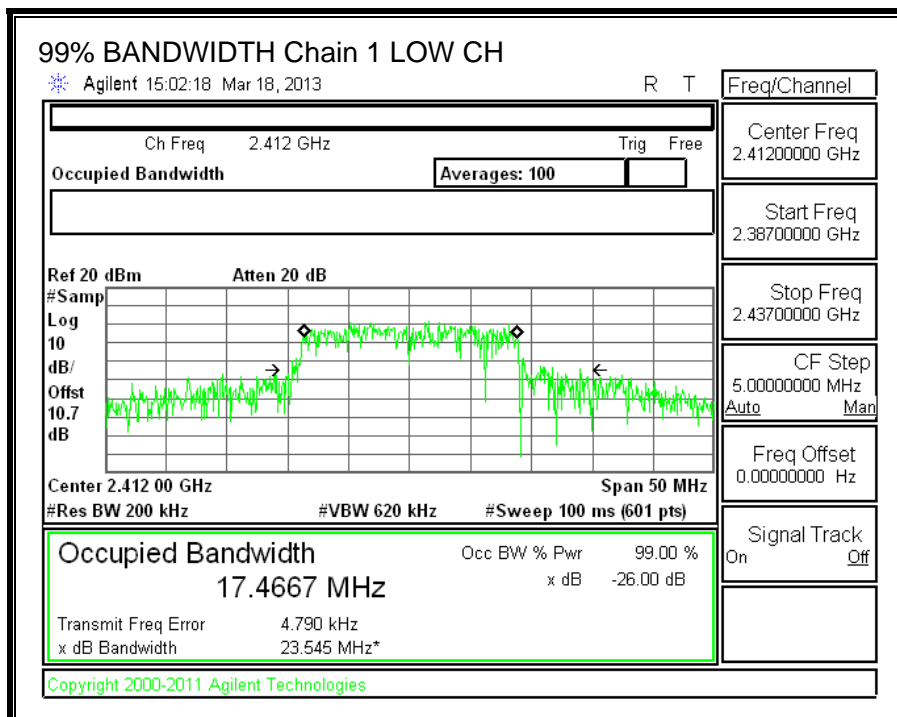 99% BANDWIDTH Chain 1 LOW CH
Agilent 15:02:18 Mar 18, 2013 R T
Freq/Channel
Ch Freq 2.412 GHz Trig Free
Occupied Bandwidth Averages: 100
Center Freq
2.41200000 GHz
Start Freq
2.38700000 GHz
Stop Freq
2.43700000 GHz
CF Step
5.00000000 MHz
Auto Man
Freq Offset
0.00000000 Hz
Signal Track
On Off
Ref 20 dBm Atten 20 dB
#Samp
Log
10
dB/
Offst
10.7
dB
Center 2.412 00 GHz Span 50 MHz
#Res BW 200 kHz #VBW 620 kHz #Sweep 100 ms (601 pts)
Occupied Bandwidth Occ BW % Pwr 99.00 %
17.4667 MHz x dB -26.00 dB
Transmit Freq Error 4.790 kHz
x dB Bandwidth 23.545 MHz*
Copyright 2000-2011 Agilent Technologies